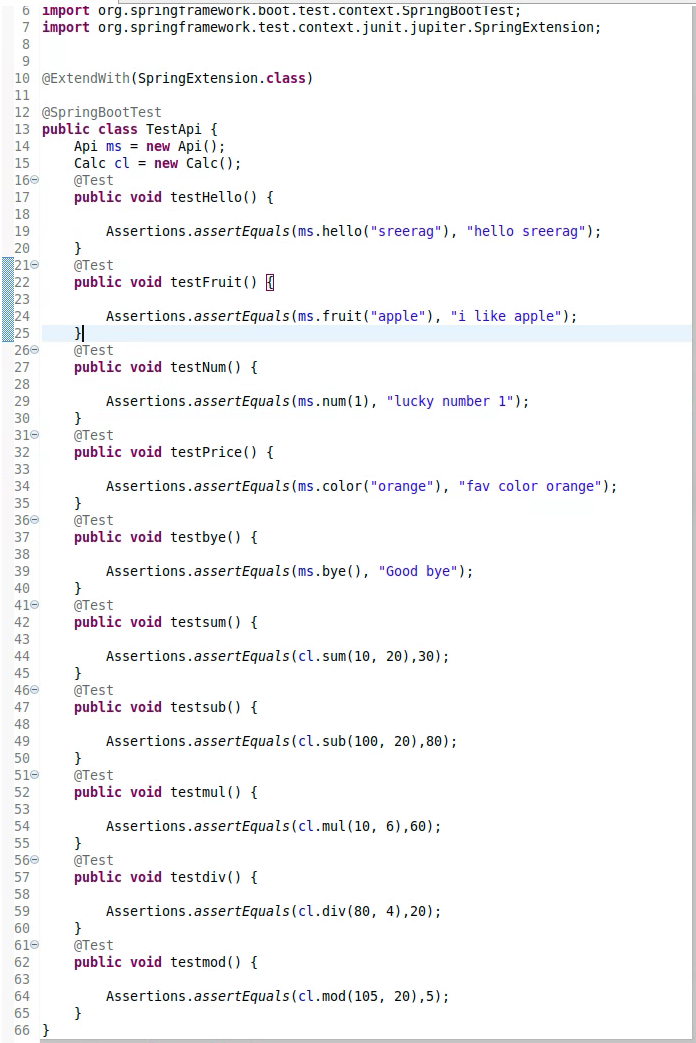 6 import org.springframework.boot.test.context.SpringBootTest;
7 import org.springframework.test.context.junit.jupiter.SpringExtension;
8
9
10 @ExtendWith(SpringExtension.class)
11
12 @SpringBootTest
13 public class TestApi {
14     Api ms = new Api();
15     Calc cl = new Calc();
16     @Test
17     public void testHello() {
18
19         Assertions.assertEquals(ms.hello("sreerag"), "hello sreerag");
20     }
21     @Test
22     public void testFruit() {
23
24         Assertions.assertEquals(ms.fruit("apple"), "i like apple");
25     }
26     @Test
27     public void testNum() {
28
29         Assertions.assertEquals(ms.num(1), "lucky number 1");
30     }
31     @Test
32     public void testPrice() {
33
34         Assertions.assertEquals(ms.color("orange"), "fav color orange");
35     }
36     @Test
37     public void testbye() {
38
39         Assertions.assertEquals(ms.bye(), "Good bye");
40     }
41     @Test
42     public void testsum() {
43
44         Assertions.assertEquals(cl.sum(10, 20),30);
45     }
46     @Test
47     public void testsub() {
48
49         Assertions.assertEquals(cl.sub(100, 20),80);
50     }
51     @Test
52     public void testmul() {
53
54         Assertions.assertEquals(cl.mul(10, 6),60);
55     }
56     @Test
57     public void testdiv() {
58
59         Assertions.assertEquals(cl.div(80, 4),20);
60     }
61     @Test
62     public void testmod() {
63
64         Assertions.assertEquals(cl.mod(105, 20),5);
65     }
66 }